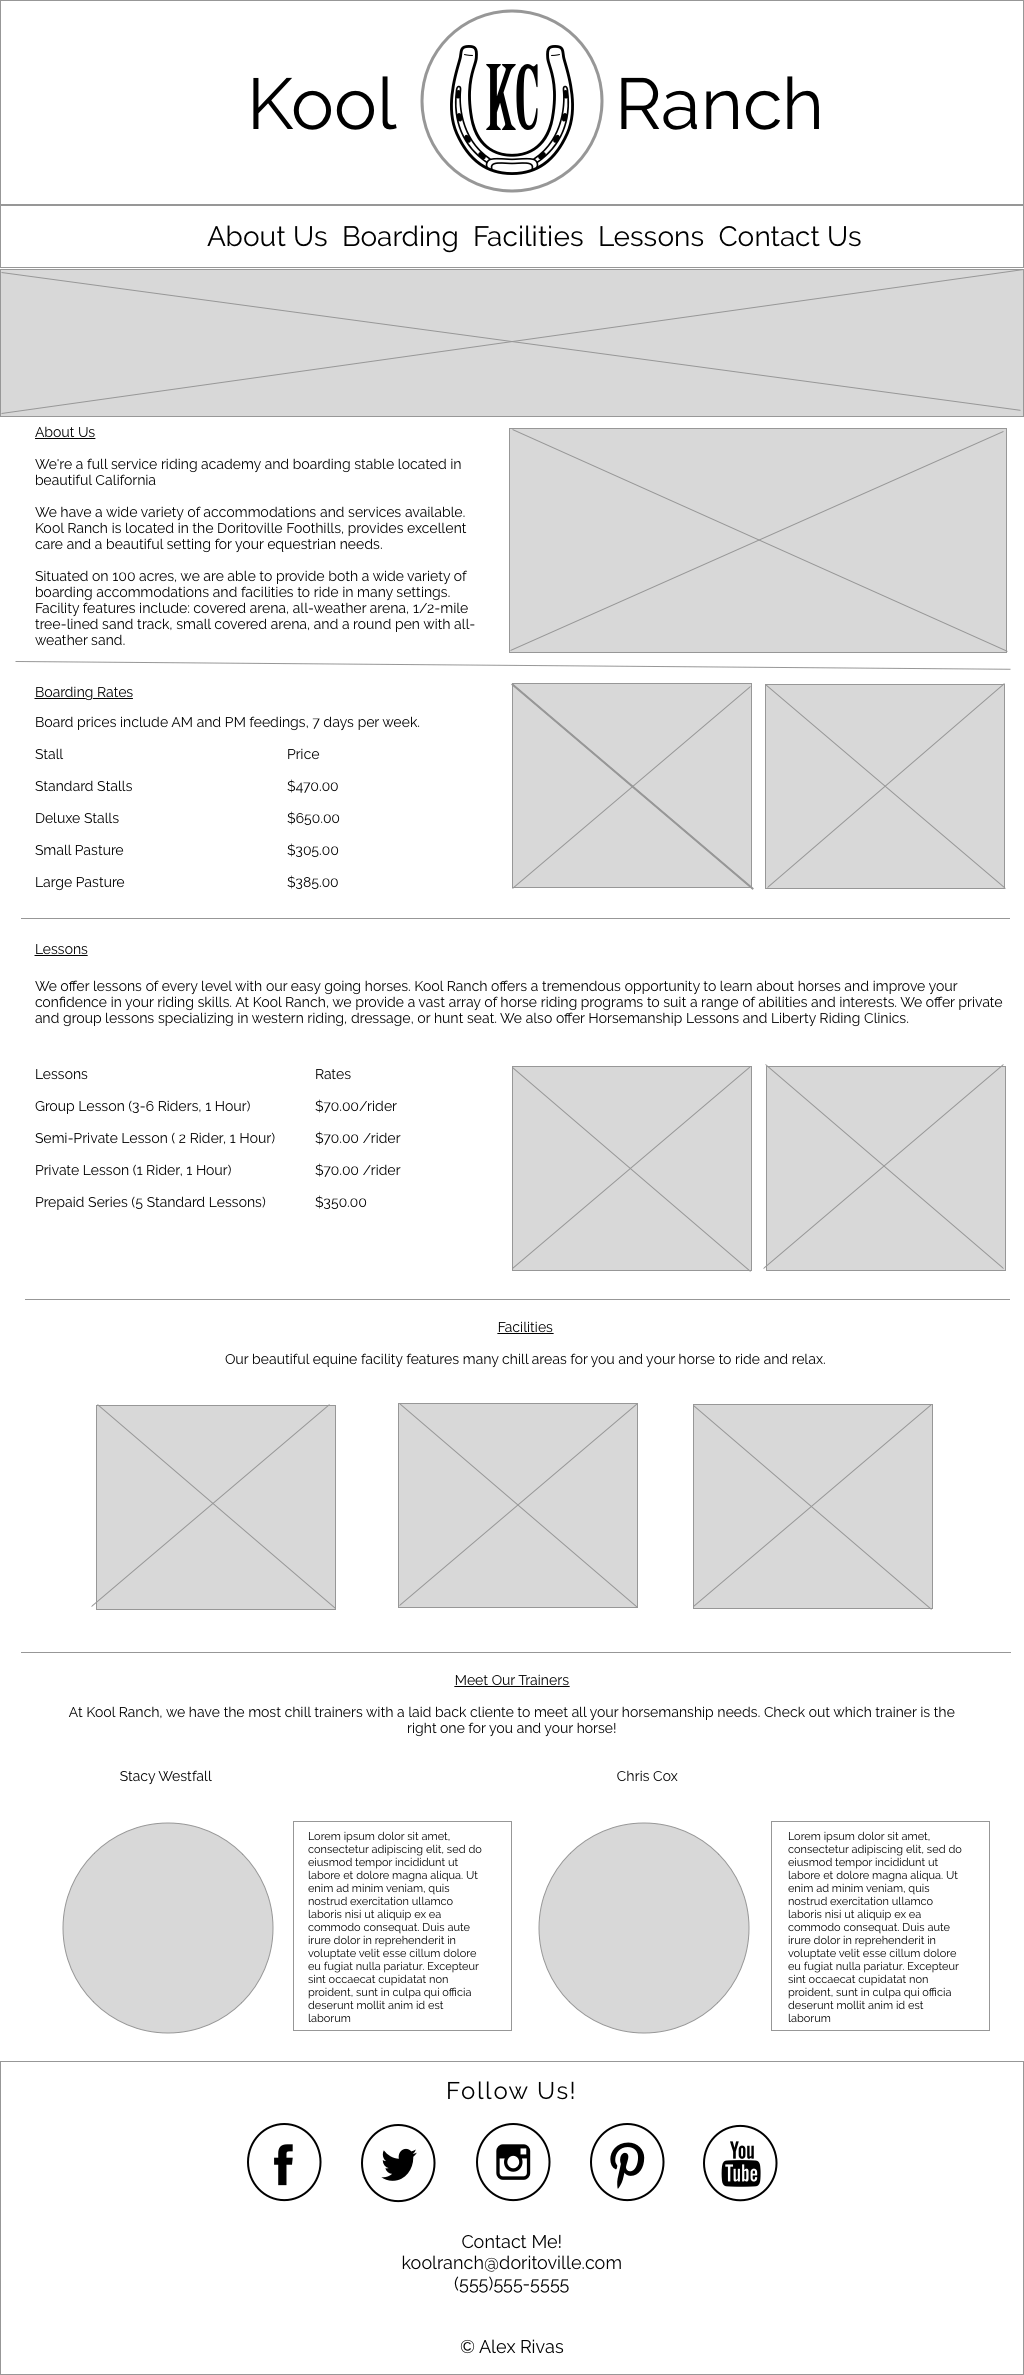 Kool KC Ranch
About Us Boarding Facilities Lessons Contact Us
About Us
We're a full service riding academy and boarding stable located in
beautiful California
We have a wide variety of accommodations and services available.
Kool Ranch is located in the Doritoville Foothills, provides excellent
care and a beautiful setting for your equestrian needs.
Situated on 100 acres, we are able to provide both a wide variety of
boarding accommodations and facilities to ride in many settings.
Facility features include: covered arena, all-weather arena, 1/2-mile
tree-lined sand track, small covered arena, and a round pen with all-
weather sand.
Boarding Rates
Board prices include AM and PM feedings, 7 days per week.
Stall Price
Standard Stalls $470.00
Deluxe Stalls $650.00
Small Pasture $305.00
Large Pasture $385.00
Lessons
We offer lessons of every level with our easy going horses. Kool Ranch offers a tremendous opportunity to learn about horses and improve your
confidence in your riding skills. At Kool Ranch, we provide a vast array of horse riding programs to suit a range of abilities and interests. We offer private
and group lessons specializing in western riding, dressage, or hunt seat. We also offer Horsemanship Lessons and Liberty Riding Clinics.
Lessons Rates
Group Lesson (3-6 Riders, 1 Hour) $70.00/rider
Semi-Private Lesson ( 2 Rider, 1 Hour) $70.00 /rider
Private Lesson (1 Rider, 1 Hour) $70.00 /rider
Prepaid Series (5 Standard Lessons) $350.00
Facilities
Our beautiful equine facility features many chill areas for you and your horse to ride and relax.
Meet Our Trainers
At Kool Ranch, we have the most chill trainers with a laid back cliente to meet all your horsemanship needs. Check out which trainer is the
right one for you and your horse!
Stacy Westfall
Lorem ipsum dolor sit amet,
consectetur adipiscing elit, sed do
eiusmod tempor incididunt ut
labore et dolore magna aliqua. Ut
enim ad minim veniam, quis
nostrud exercitation ullamco
laboris nisi ut aliquip ex ea
commodo consequat. Duis aute
irure dolor in reprehenderit in
voluptate velit esse cillum dolore
eu fugiat nulla pariatur. Excepteur
sint occaecat cupidatat non
proident, sunt in culpa qui officia
deserunt mollit anim id est
laborum
Chris Cox
Lorem ipsum dolor sit amet,
consectetur adipiscing elit, sed do
eiusmod tempor incididunt ut
labore et dolore magna aliqua. Ut
enim ad minim veniam, quis
nostrud exercitation ullamco
laboris nisi ut aliquip ex ea
commodo consequat. Duis aute
irure dolor in reprehenderit in
voluptate velit esse cillum dolore
eu fugiat nulla pariatur. Excepteur
sint occaecat cupidatat non
proident, sunt in culpa qui officia
deserunt mollit anim id est
laborum
Follow Us!
You
Tube
Contact Me!
koolranch@doritoville.com
(555)555-5555
© Alex Rivas